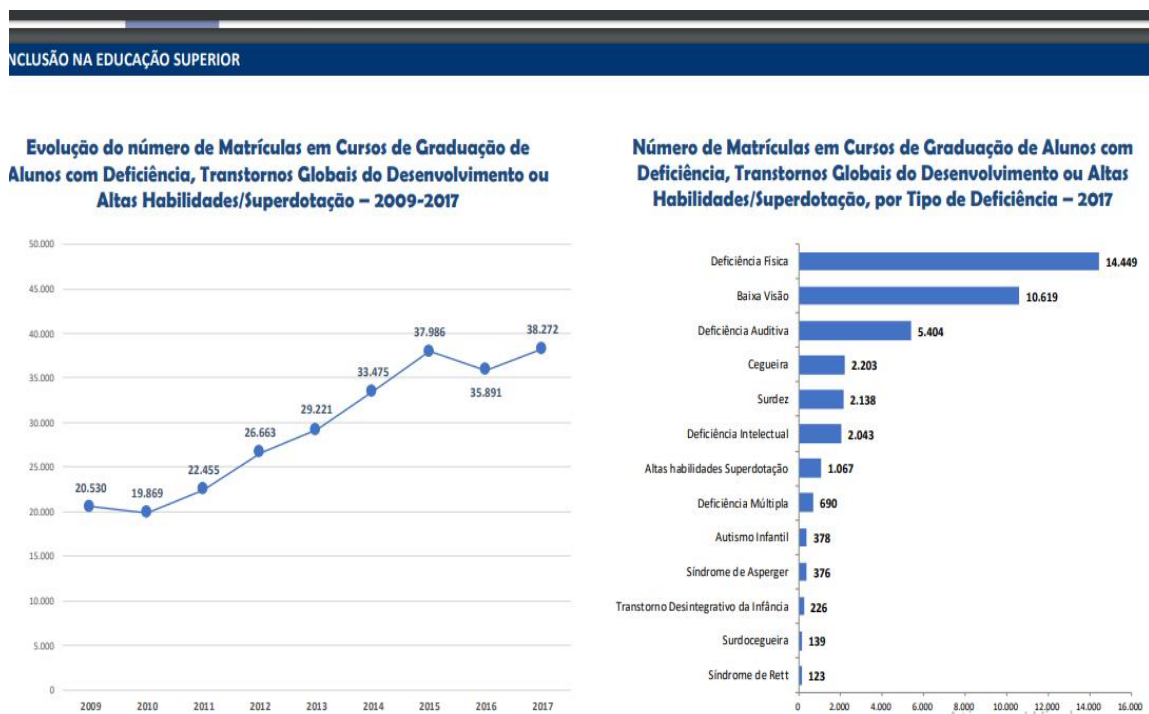 NCLUSÃO NA EDUCAÇÃO SUPERIOR
Evolução do número de Matrículas em Cursos de Graduação de
Alunos com Deficiência, Transtornos Globais do Desenvolvimento ou
Altas Habilidades/Superdotação – 2009-2017
50.000
45.000
40.000
35.000
30.000
25.000
20.000
15.000
10.000
5.000
0
20.530
19.869
22.455
26.663
29.221
33.475
37.986
35.891
38.272
2009 2010 2011 2012 2013 2014 2015 2016 2017
Número de Matrículas em Cursos de Graduação de Alunos com
Deficiência, Transtornos Globais do Desenvolvimento ou Altas
Habilidades/Superdotação, por Tipo de Deficiência – 2017
Deficiência Física 14.449
Baixa Visão 10.619
Deficiência Auditiva 5.404
Cegueira 2.203
Surdez 2.138
Deficiência Intelectual 2.043
Altas habilidades Superdotação 1.067
Deficiência Múltipla 690
Autismo Infantil 378
Síndrome de Asperger 376
Transtorno Desintegrativo da Infância 226
Surdocegueira 139
Síndrome de Rett 123
0 2.000 4.000 6.000 8.000 10.000 12.000 14.000 16.000